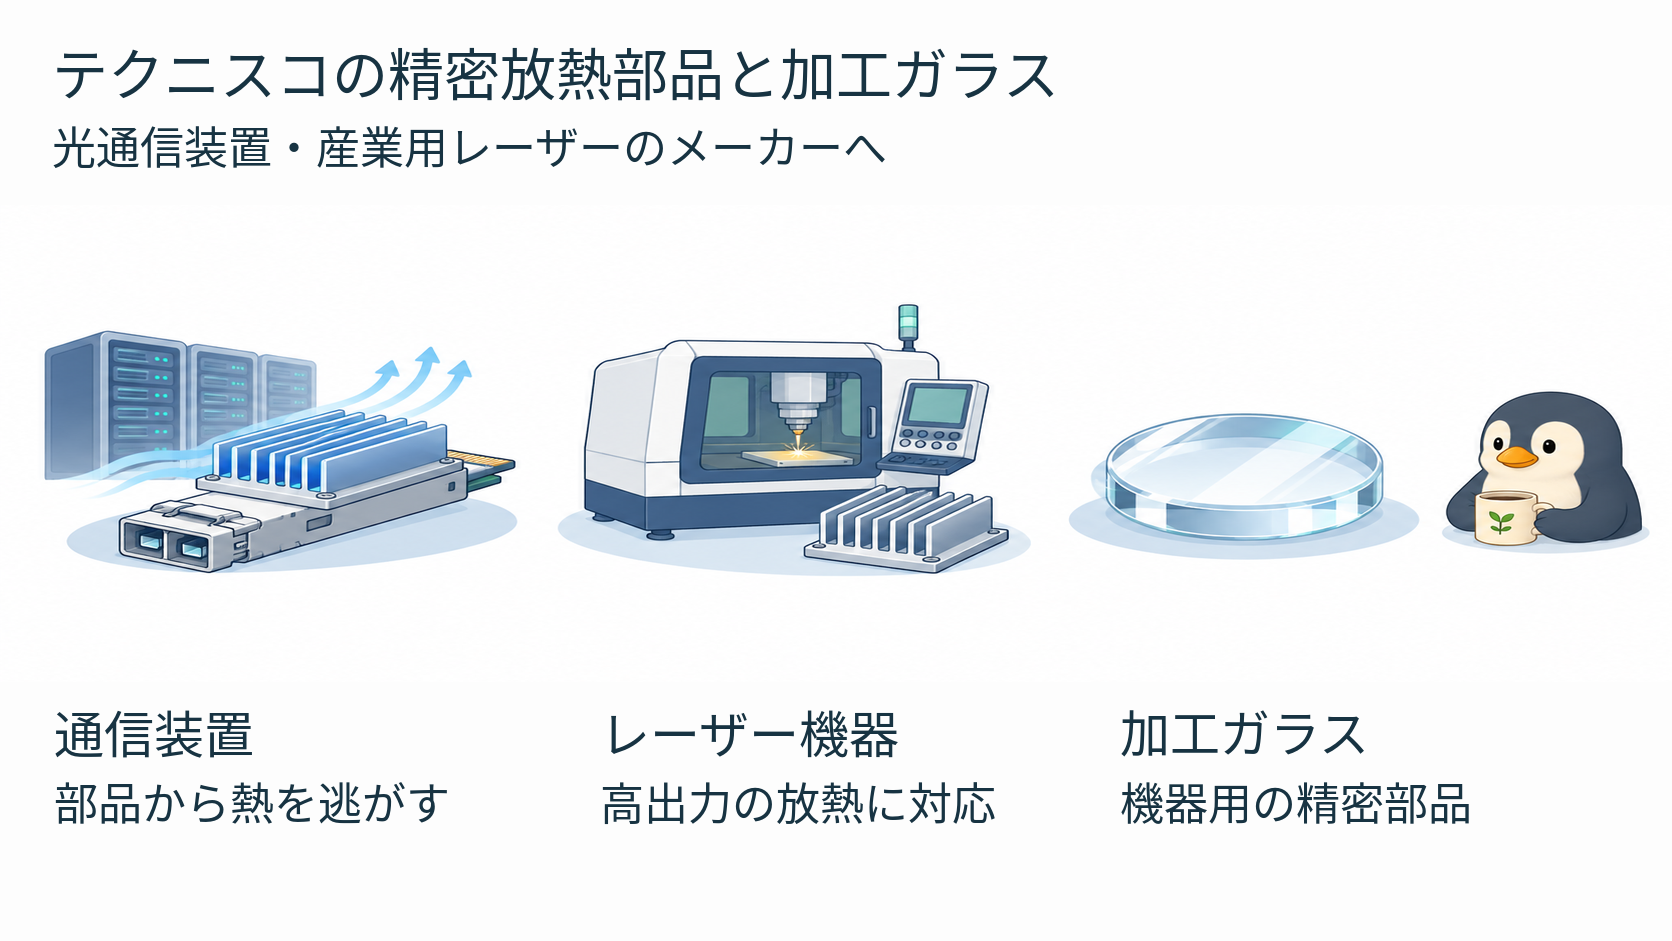 テクニスコの精密放熱部品と加工ガラス
光通信装置・産業用レーザーのメーカーへ
通信装置
部品から熱を逃がす
レーザー機器
高出力の放熱に対応
加工ガラス
機器用の精密部品